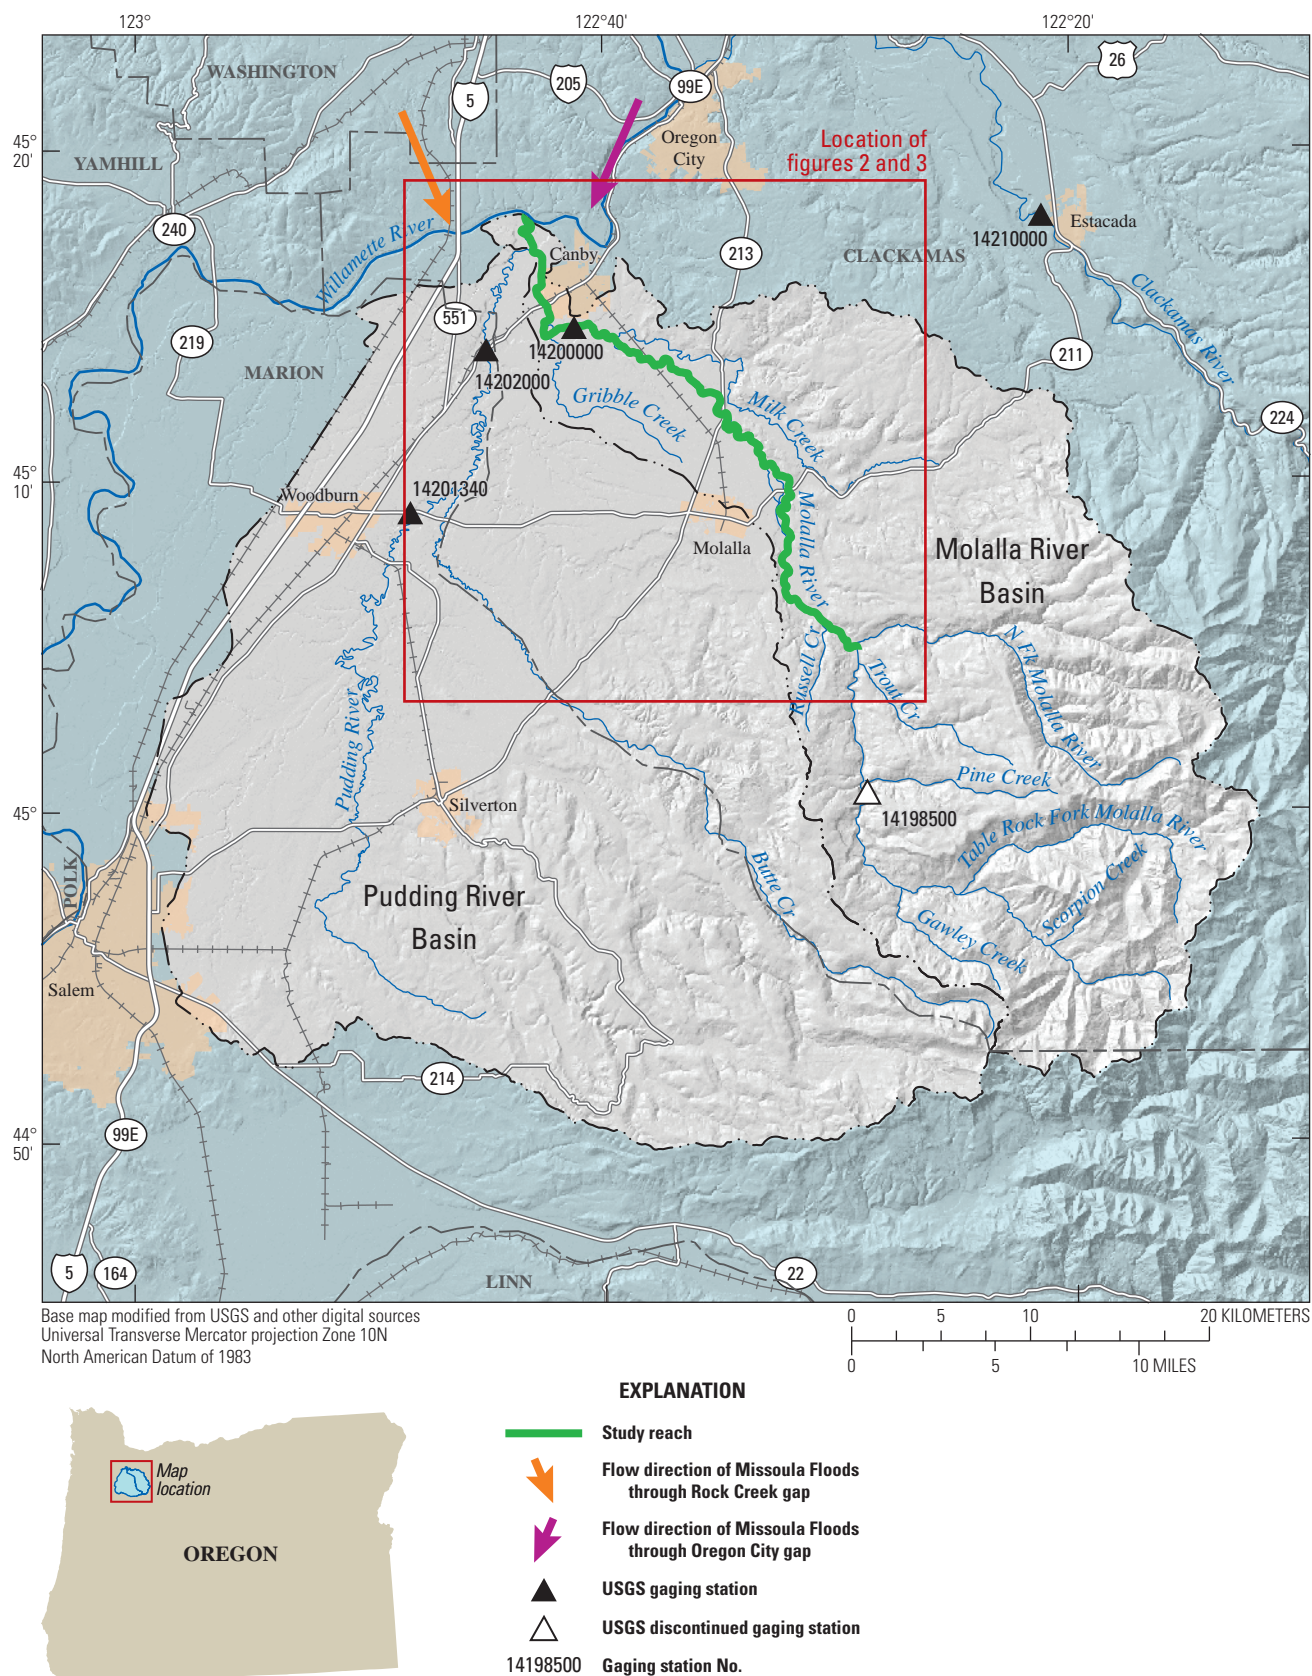 123°
122°40'
122°20'
WASHINGTON
5
205
99E
26
Oregon
City
Location of
figures 2 and 3
45°
20'
YAMHILL
240
Willamette River
Canby
213
CLACKAMAS
14210000
Estacada
Clackamas River
219
551
14200000
14202000
211
MARION
Gribble Creek
Milk Creek
224
45°
10'
Woodburn
14201340
Molalla
Molalla River
Molalla River
Basin
Russell Cr
Trout Cr
N Fk Molalla River
Pudding River
Pine Creek
45°
Silverton
14198500
Table Rock Fork Molalla River
POLK
Butte Cr
Scorpion Creek
Pudding River
Basin
Gawley Creek
Salem
214
99E
44°
50'
5
164
LINN
22
Base map modified from USGS and other digital sources
Universal Transverse Mercator projection Zone 10N
North American Datum of 1983
0 5 10 20 KILOMETERS
0 5 10 MILES
EXPLANATION
Study reach
Flow direction of Missoula Floods
through Rock Creek gap
Flow direction of Missoula Floods
through Oregon City gap
USGS gaging station
USGS discontinued gaging station
14198500 Gaging station No.
Map
location
OREGON